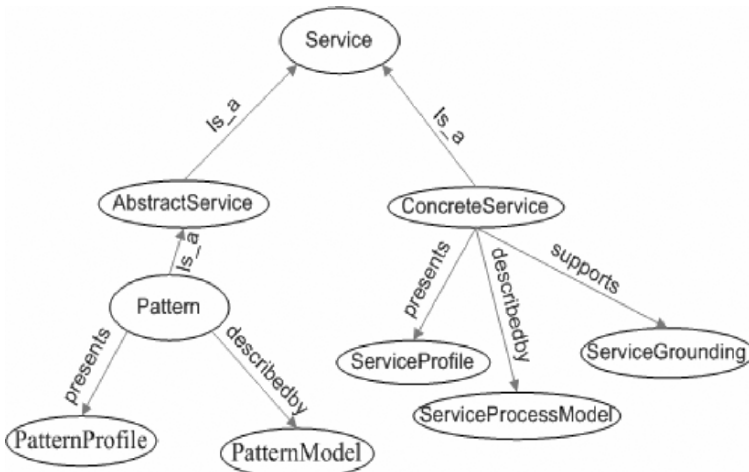 Service
Is_a
Is_a
AbstractService
ConcreteService
Is_a
presents
describedby
supports
Pattern
presents
describedby
ServiceProfile
ServiceGrounding
ServiceProcessModel
PatternProfile
PatternModel